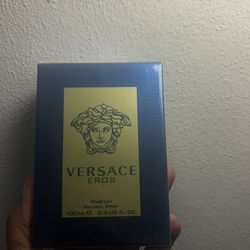 VERSACE
EROS
PARFUM
NATURAL SPRAY
100 ml ℮ 3.4 US FL. OZ.